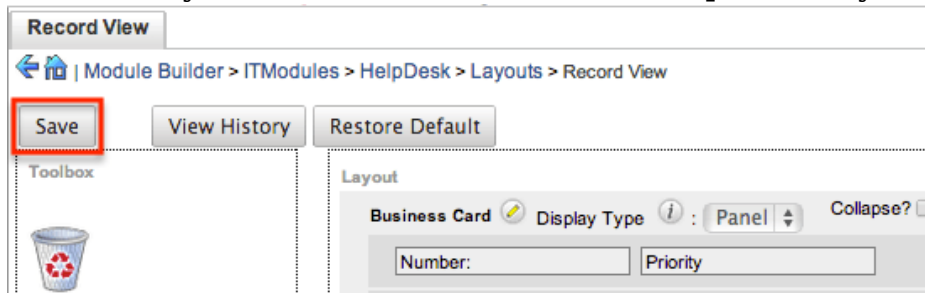 Record View
| Module Builder > ITModules > HelpDesk > Layouts > Record View
Save View History Restore Default
Toolbox
Layout
Business Card Display Type i : Panel Collapse?
Number: Priority